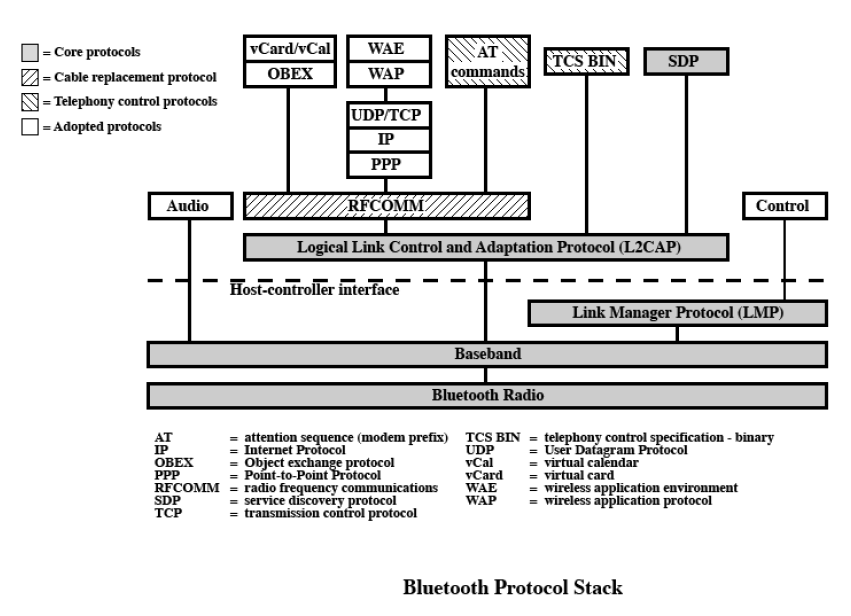 = Core protocols
= Cable replacement protocol
= Telephony control protocols
= Adopted protocols
vCard/vCal
OBEX
WAE
WAP
AT
commands
TCS BIN
SDP
UDP/TCP
IP
PPP
Audio
RFCOMM
Control
Logical Link Control and Adaptation Protocol (L2CAP)
Host-controller interface
Link Manager Protocol (LMP)
Baseband
Bluetooth Radio
AT = attention sequence (modem prefix)
IP = Internet Protocol
OBEX = Object exchange protocol
PPP = Point-to-Point Protocol
RFCOMM = radio frequency communications
SDP = service discovery protocol
TCP = transmission control protocol
TCS BIN = telephony control specification - binary
UDP = User Datagram Protocol
vCal = virtual calendar
vCard = virtual card
WAE = wireless application environment
WAP = wireless application protocol
Bluetooth Protocol Stack